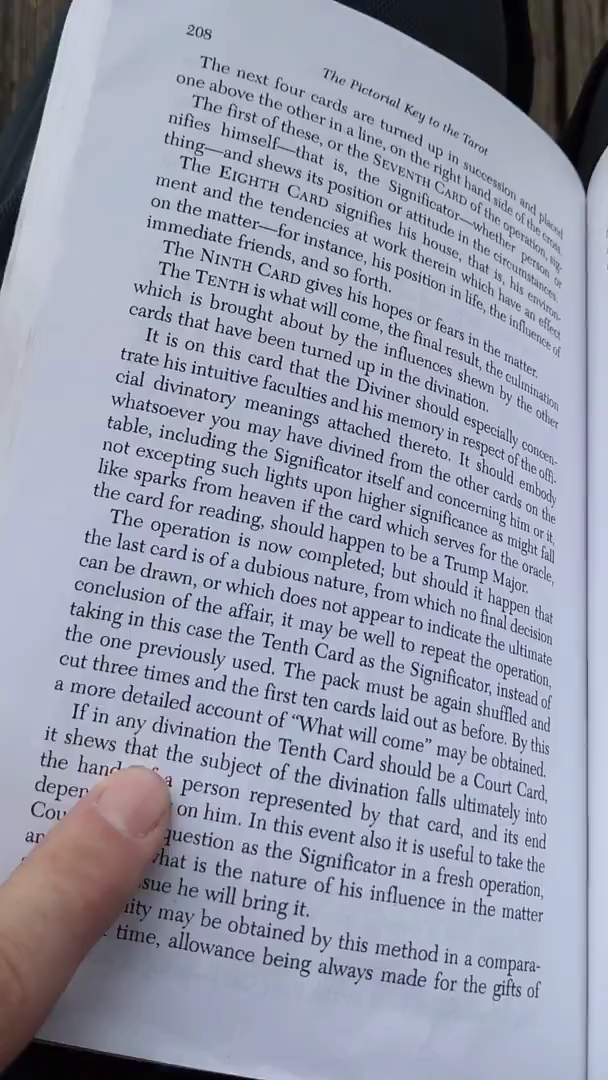 208
The Pictorial Key to the Tarot
The next four cards are turned up in succession and placed
one above the other in a line, on the right hand side of the cross.
The first of these, or the SEVENTH CARD of the operation, sig-
nifies himself—that is, the Significator—whether person or
thing—and shews its position or attitude in the circumstances.
The EIGHTH CARD signifies his house, that is, his environ-
ment and the tendencies at work therein which have an effect
on the matter—for instance, his position in life, the influence of
immediate friends, and so forth.
The NINTH CARD gives his hopes or fears in the matter.
The TENTH is what will come, the final result, the culmination
which is brought about by the influences shewn by the other
cards that have been turned up in the divination.
It is on this card that the Diviner should especially concen-
trate his intuitive faculties and his memory in respect of the offi-
cial divinatory meanings attached thereto. It should embody
whatsoever you may have divined from the other cards on the
table, including the Significator itself and concerning him or it,
not excepting such lights upon higher significance as might fall
like sparks from heaven if the card which serves for the oracle,
the card for reading, should happen to be a Trump Major.
The operation is now completed; but should it happen that
the last card is of a dubious nature, from which no final decision
can be drawn, or which does not appear to indicate the ultimate
conclusion of the affair, it may be well to repeat the operation,
taking in this case the Tenth Card as the Significator, instead of
the one previously used. The pack must be again shuffled and
cut three times and the first ten cards laid out as before. By this
a more detailed account of "What will come" may be obtained.
If in any divination the Tenth Card should be a Court Card,
it shews that the subject of the divination falls ultimately into
the a person represented by that card, and its end
on him. In this event also it is useful to take the
question as the Significator in a fresh operation,
what is the nature of his influence in the matter
he will bring it.
may be obtained by this method in a compara-
time, allowance being always made for the gifts of